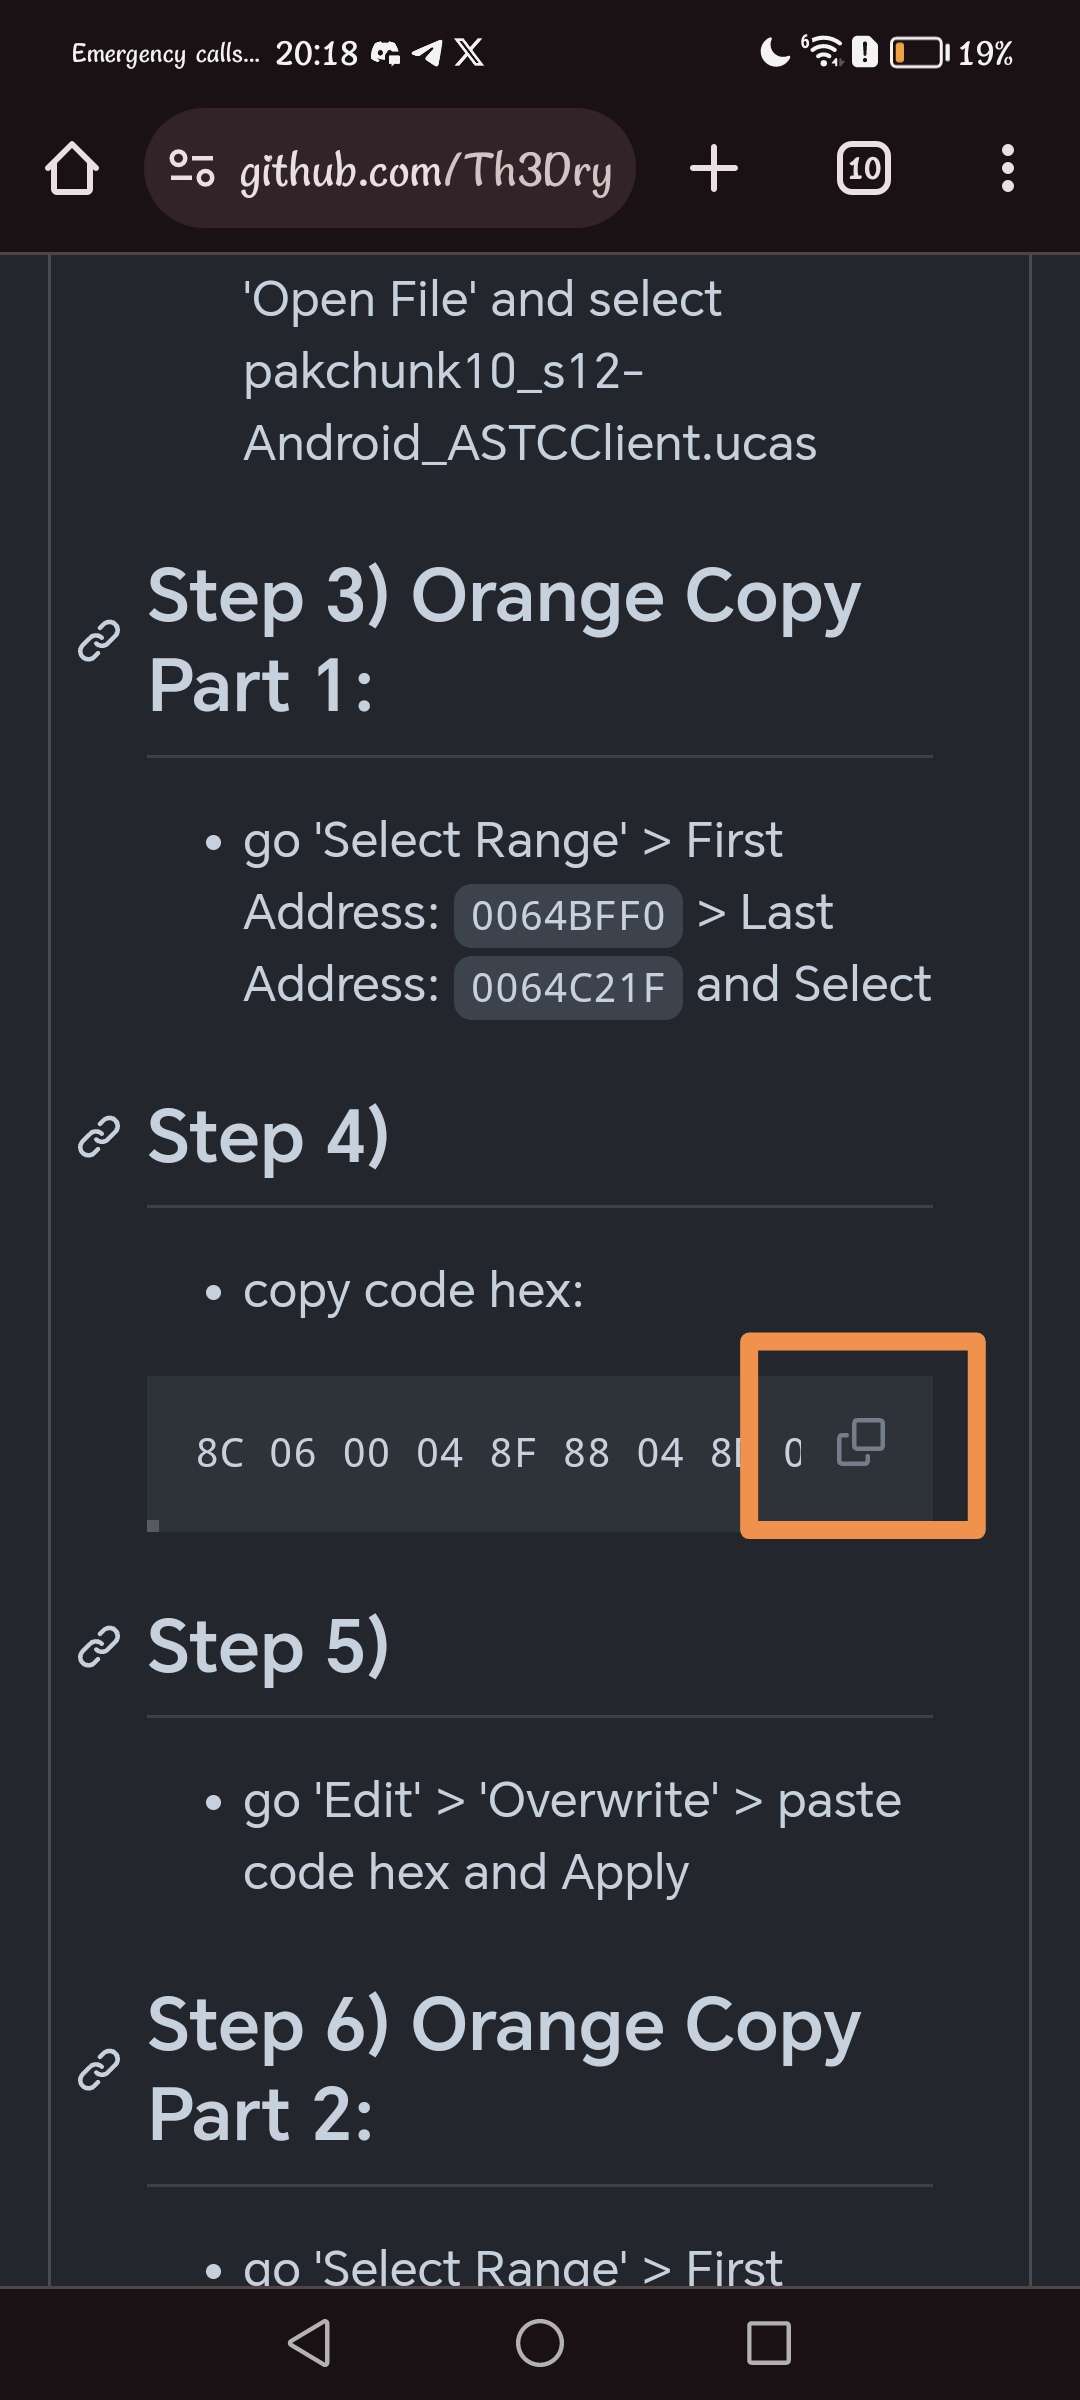 Emergency calls... 20:18 6 19%
github.com/Th3Dry 10
'Open File' and select
pakchunk10_s12-
Android_ASTCClient.ucas
Step 3) Orange Copy
Part 1:
• go 'Select Range' > First
Address: 0064BFF0 > Last
Address: 0064C21F and Select
Step 4)
• copy code hex:
8C 06 00 04 8F 88 04
Step 5)
• go 'Edit' > 'Overwrite' > paste
code hex and Apply
Step 6) Orange Copy
Part 2:
• go 'Select Range' > First